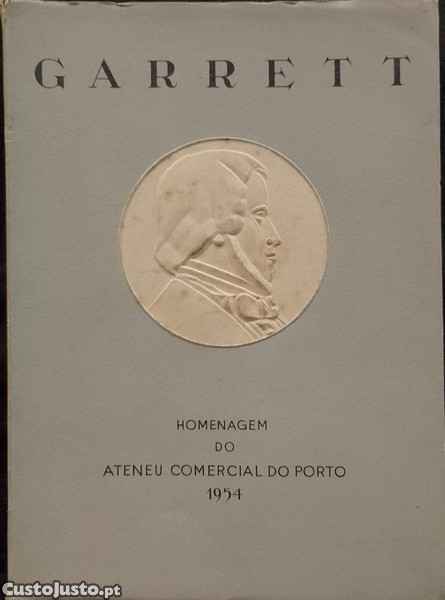 GARRETT
HOMENAGEM
DO
ATENEU COMERCIAL DO PORTO
1954
CustoJusto.pt